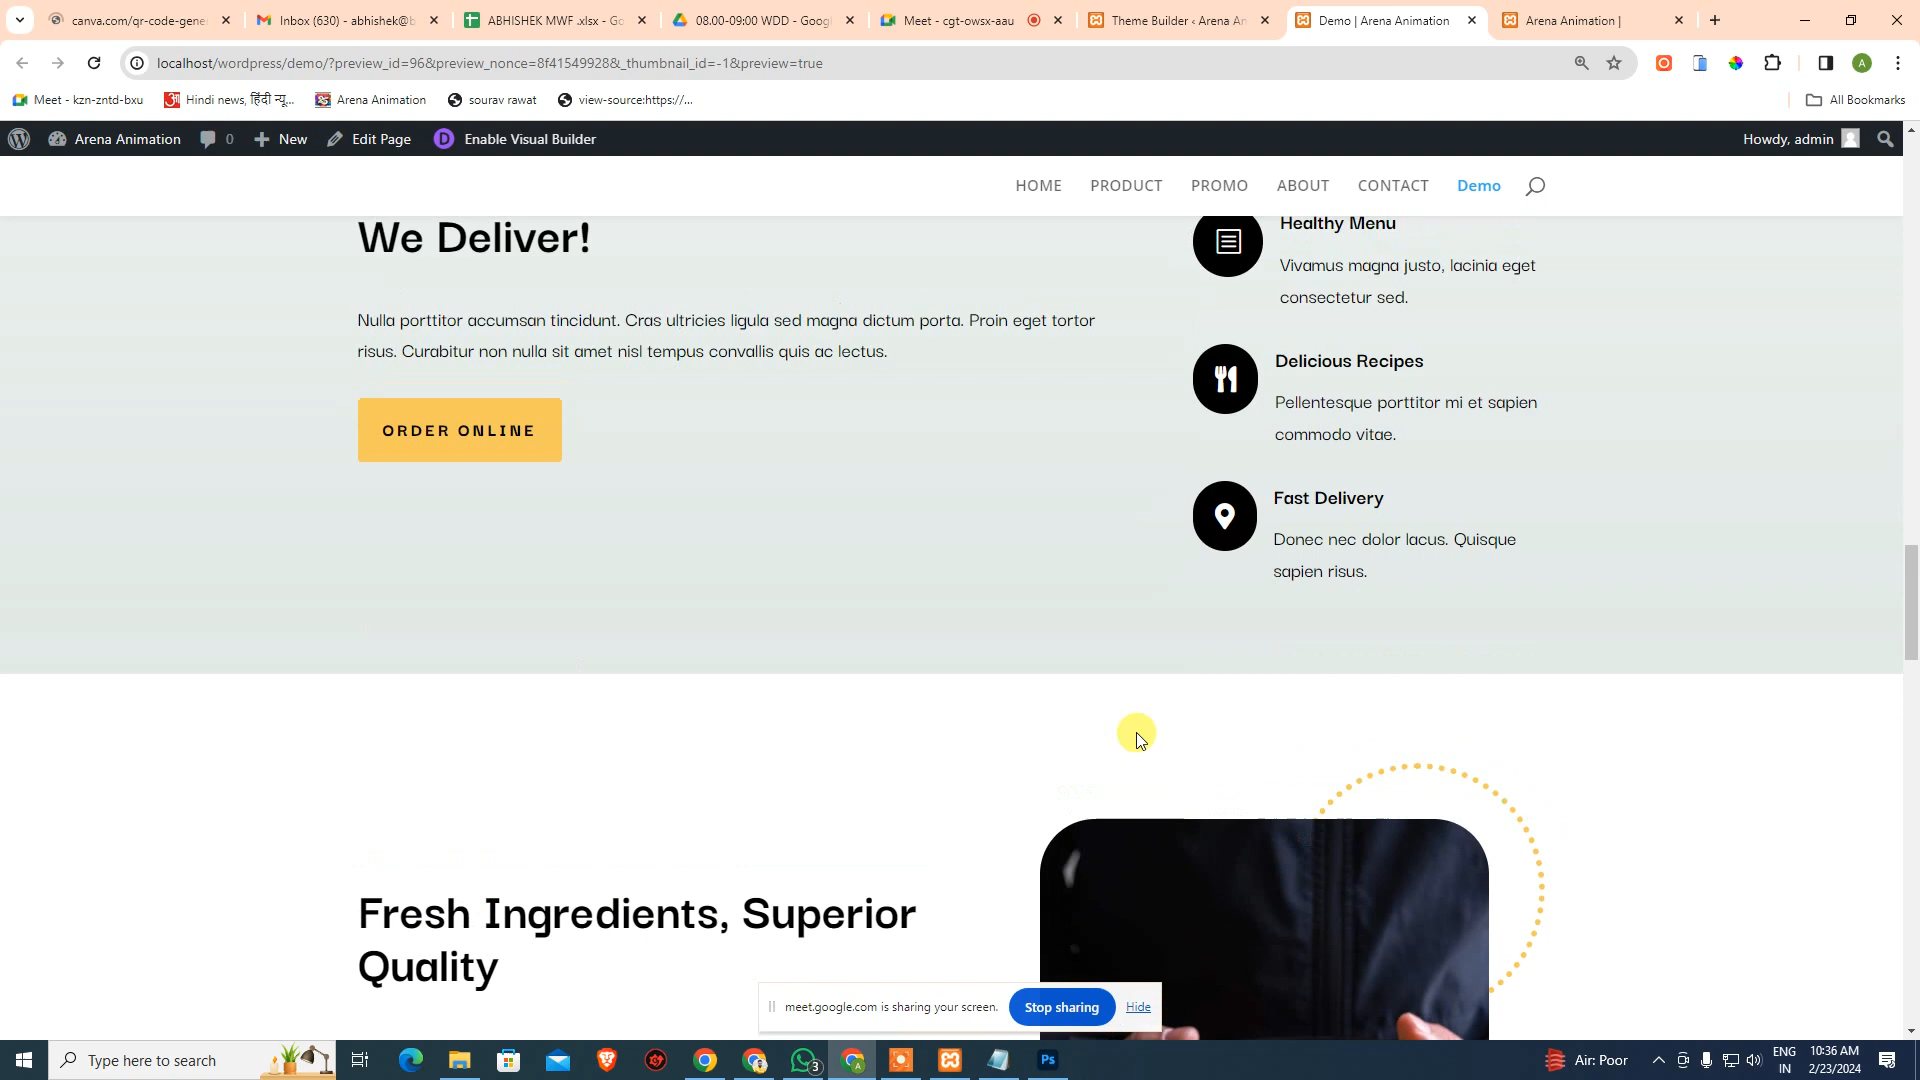 canva.com/qr-code-gene
Inbox (630) - abhishek@b
ABHISHEK MWF .xlsx - Go
08.00-09:00 WDD - Googl
Meet - cgt-owsx-aau
Theme Builder ‹ Arena An
Demo | Arena Animation
Arena Animation |
localhost/wordpress/demo/?preview_id=96&preview_nonce=8f41549928&_thumbnail_id=-1&preview=true
A
Meet - kzn-zntd-bxu
Hindi news, हिंदी न्यू...
Arena Animation
sourav rawat
view-source:https://...
All Bookmarks
Arena Animation
0
New
Edit Page
D
Enable Visual Builder
Howdy, admin
HOME
PRODUCT
PROMO
ABOUT
CONTACT
Demo
We Deliver!
Nulla porttitor accumsan tincidunt. Cras ultricies ligula sed magna dictum porta. Proin eget tortor
risus. Curabitur non nulla sit amet nisl tempus convallis quis ac lectus.
ORDER ONLINE
Healthy Menu
Vivamus magna justo, lacinia eget
consectetur sed.
Delicious Recipes
Pellentesque porttitor mi et sapien
commodo vitae.
Fast Delivery
Donec nec dolor lacus. Quisque
sapien risus.
Fresh Ingredients, Superior
Quality
meet.google.com is sharing your screen.
Stop sharing
Hide
Type here to search
3
A
Ps
Air: Poor
ENG
IN
10:36 AM
2/23/2024